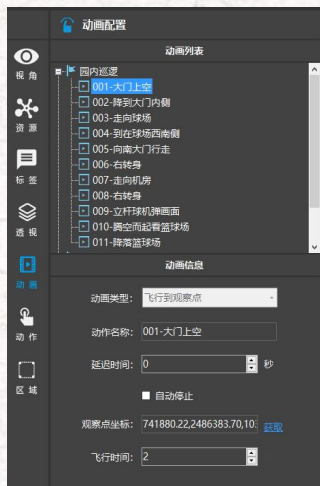 动画配置
视角
资源
标签
透视
动画
动作
区域
动画列表
园内巡逻
001-大门上空
002-降到大门内侧
003-走向球场
004-到在球场西南侧
005-向南大门行走
006-右转身
007-走向机房
008-右转身
009-立杆球机弹画面
010-腾空而起看篮球场
011-降落篮球场
动画信息
动画类型: 飞行到观察点
动作名称: 001-大门上空
延迟时间: 0 秒
自动停止
观察点坐标: 741880.22,2486383.70,10: 获取
飞行时间: 2